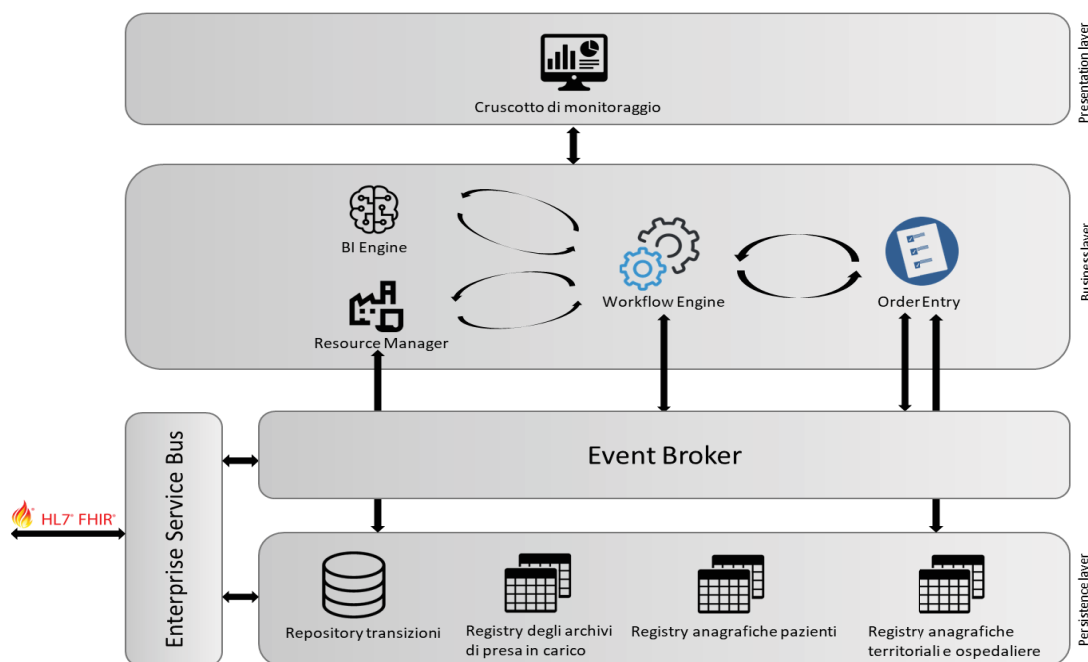 Presentation layer
Cruscotto di monitoraggio
BI Engine
Resource Manager
Workflow Engine
Order Entry
Business layer
Enterprise Service Bus
Event Broker
HL7® FHIR®
Repository transizioni
Registry degli archivi
di presa in carico
Registry anagrafiche pazienti
Registry anagrafiche
territoriali e ospedaliere
Persistence layer